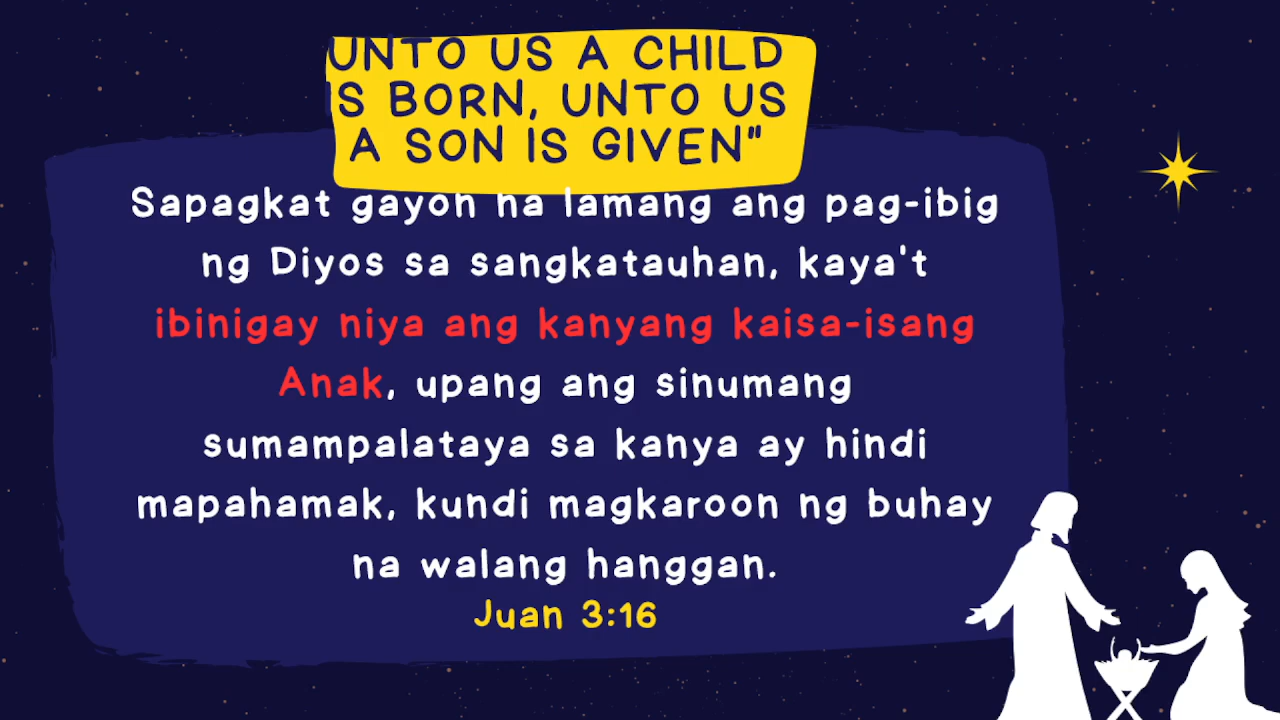 UNTO US A CHILD
IS BORN, UNTO US
A SON IS GIVEN"
Sapagkat gayon na lamang ang pag-ibig
ng Diyos sa sangkatauhan, kaya't
ibinigay niya ang kanyang kaisa-isang
Anak, upang ang sinumang
sumampalataya sa kanya ay hindi
mapahamak, kundi magkaroon ng buhay
na walang hanggan.
Juan 3:16